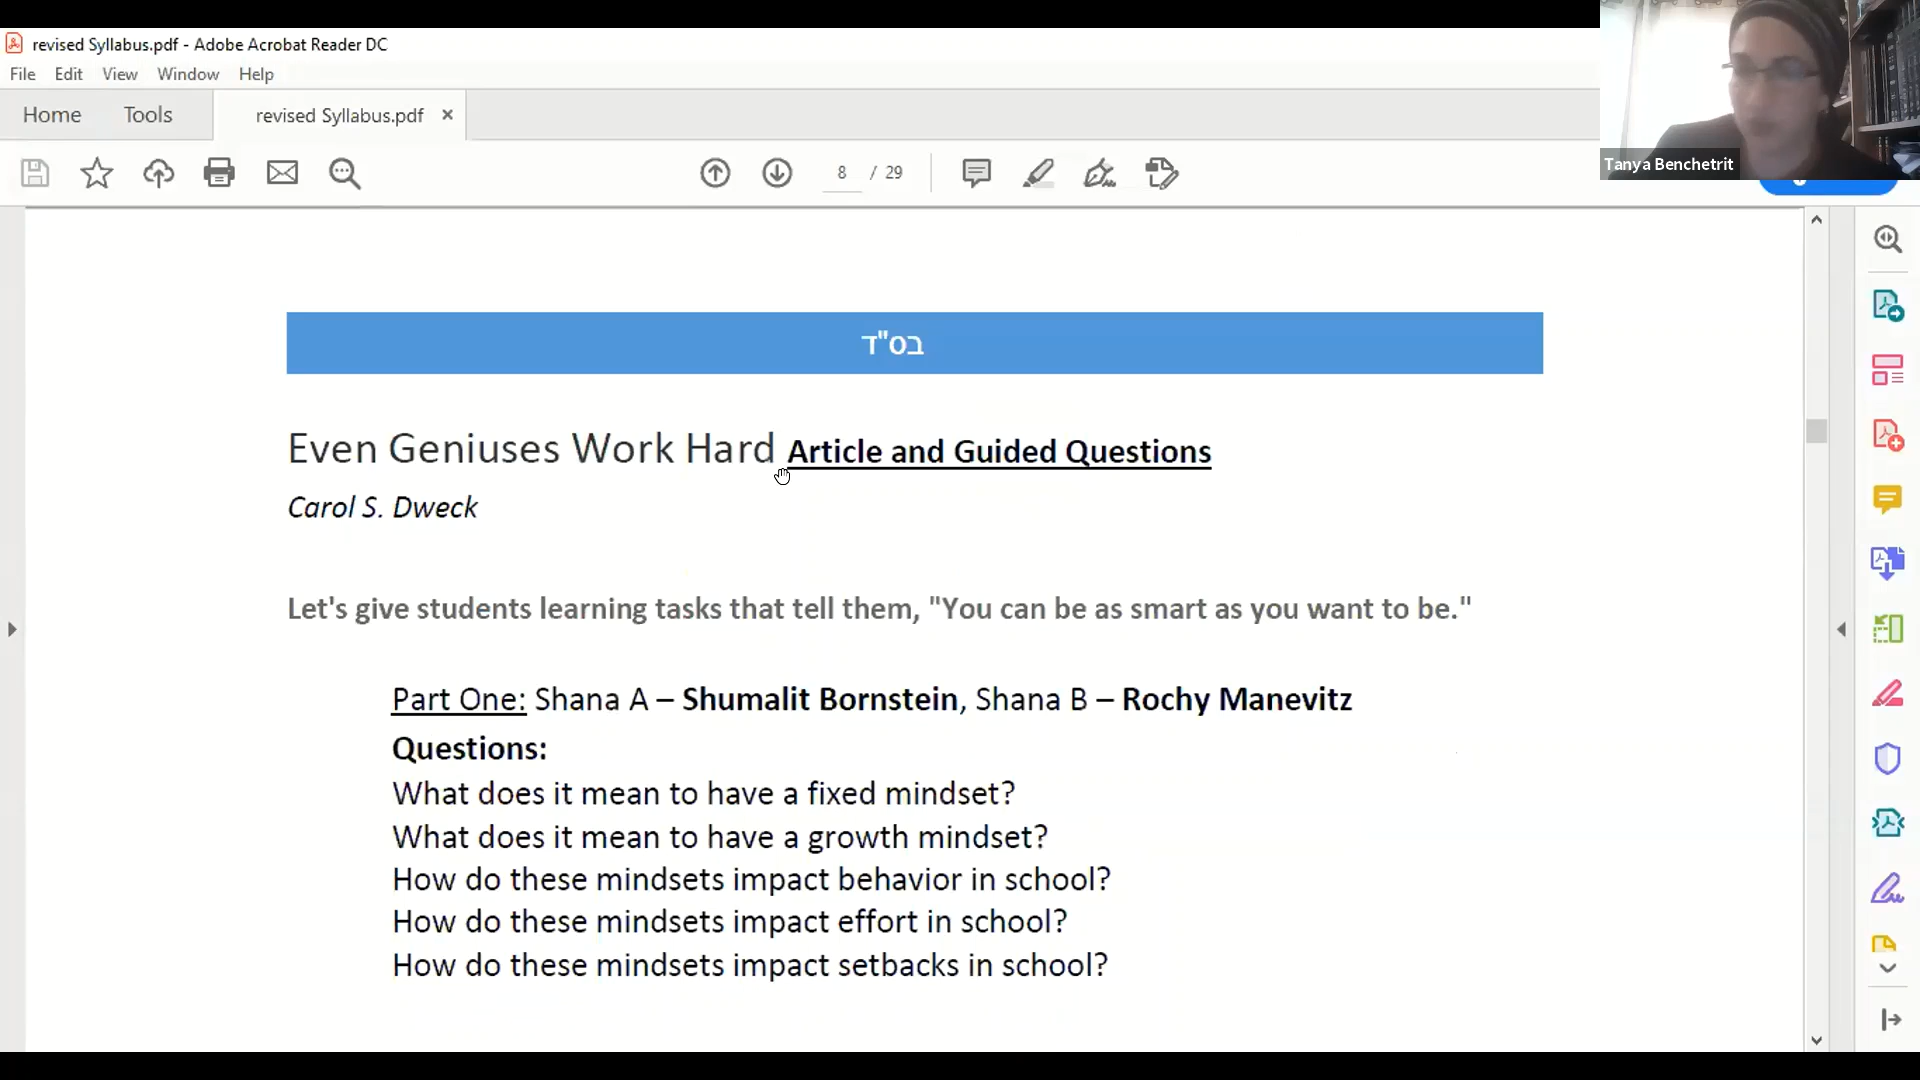 revised Syllabus.pdf - Adobe Acrobat Reader DC
File Edit View Window Help
Home Tools revised Syllabus.pdf ×
8 / 29
Tanya Benchetrit
בס"ד
Even Geniuses Work Hard Article and Guided Questions
Carol S. Dweck
Let's give students learning tasks that tell them, "You can be as smart as you want to be."
Part One: Shana A – Shumalit Bornstein, Shana B – Rochy Manevitz
Questions:
What does it mean to have a fixed mindset?
What does it mean to have a growth mindset?
How do these mindsets impact behavior in school?
How do these mindsets impact effort in school?
How do these mindsets impact setbacks in school?